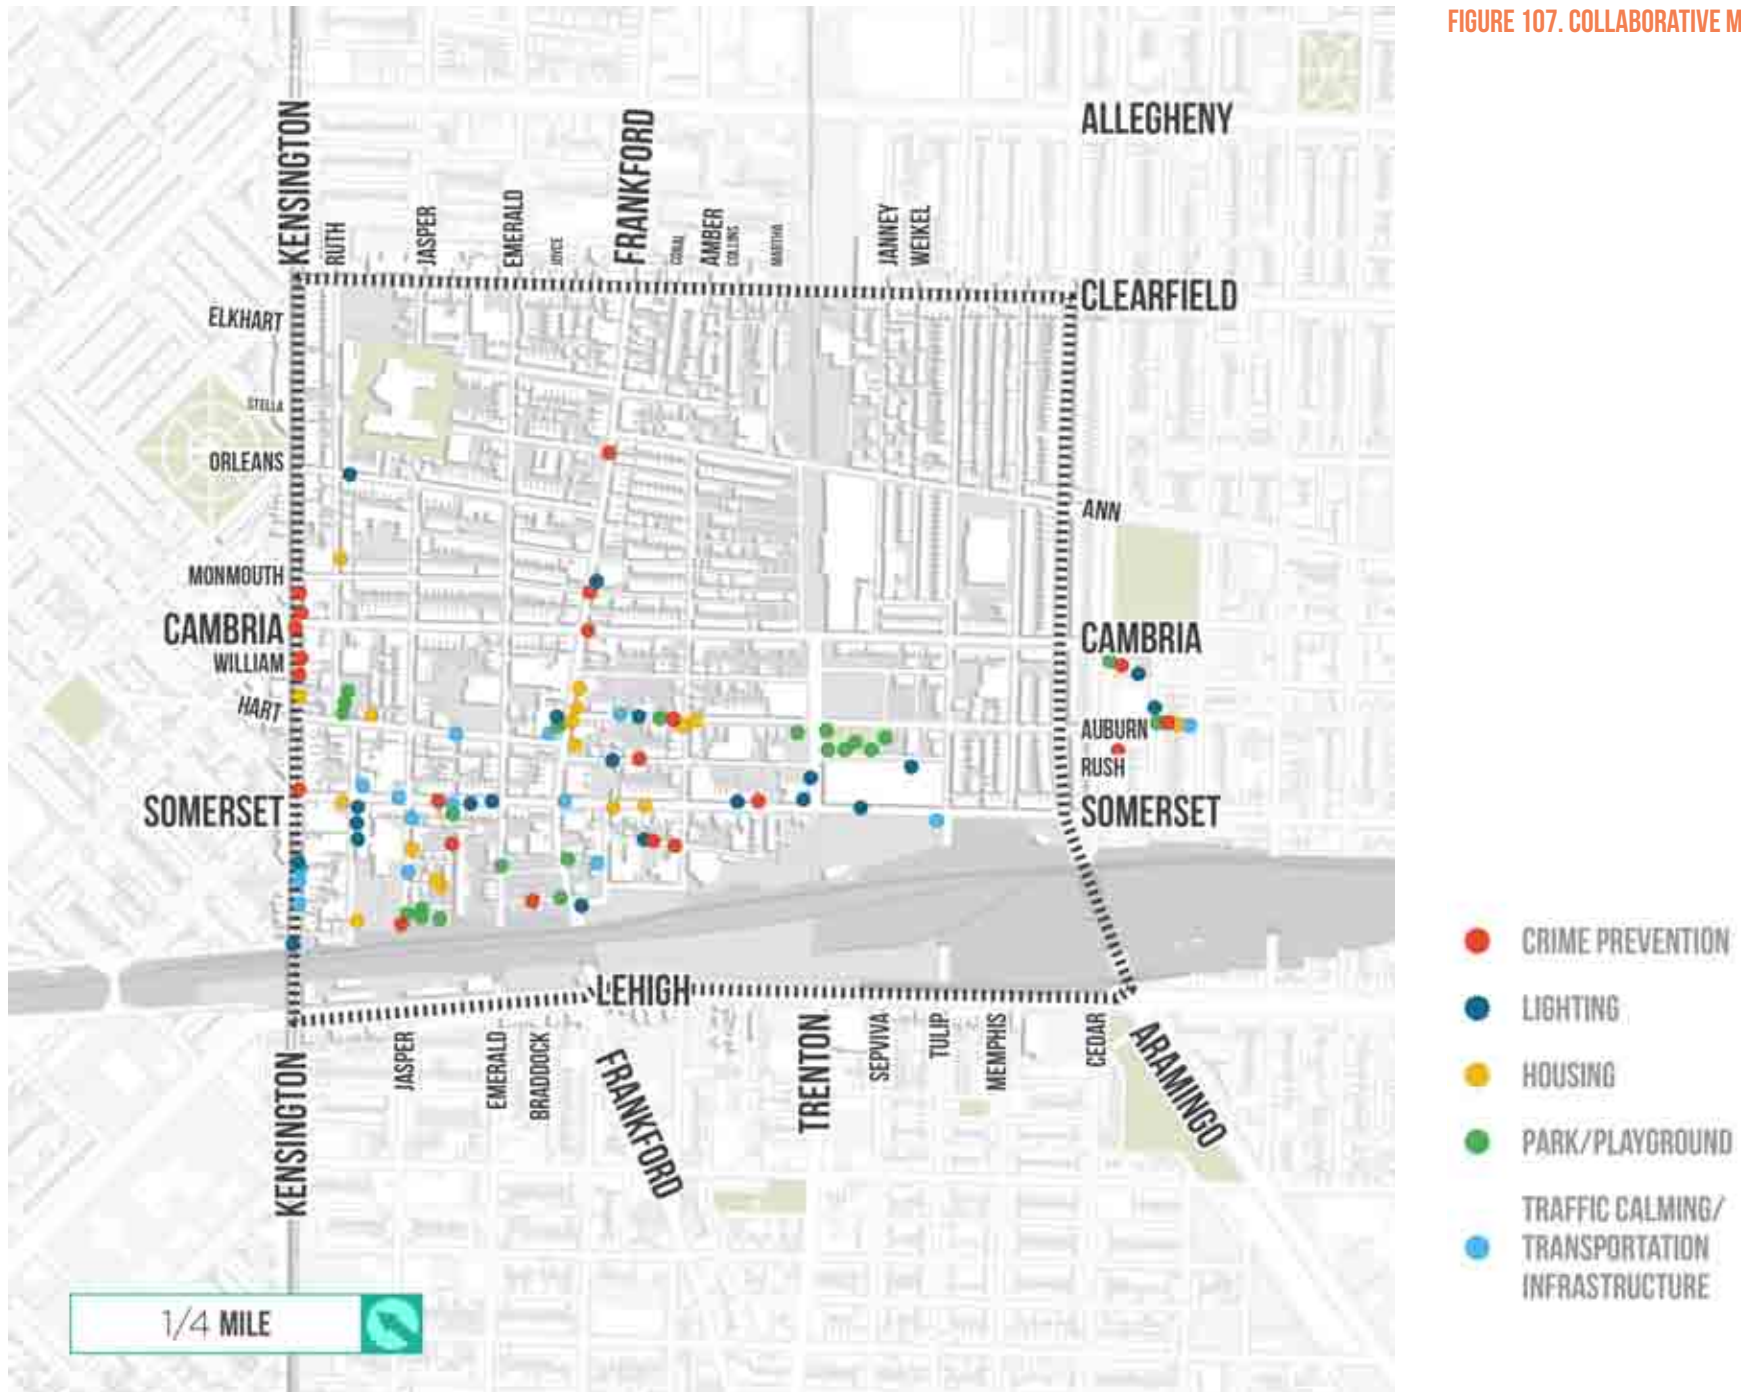 FIGURE 107. COLLABORATIVE M
ALLEGHENY
KENSINGTON
RUTH
JASPER
EMERALD
JOYCE
FRANKFORD
CORAL
AMBER
COLLINS
MARTHA
JANNEY
WEIKEL
CLEARFIELD
ELKHART
STELLA
ORLEANS
ANN
MONMOUTH
CAMBRIA
CAMBRIA
WILLIAM
HART
AUBURN
RUSH
SOMERSET
SOMERSET
LEHIGH
KENSINGTON
JASPER
EMERALD
BRADDOCK
FRANKFORD
TRENTON
SEPVIVA
TULIP
MEMPHIS
CEDAR
ARAMINGO
CRIME PREVENTION
LIGHTING
HOUSING
PARK/PLAYGROUND
TRAFFIC CALMING/
TRANSPORTATION
INFRASTRUCTURE
1/4 MILE